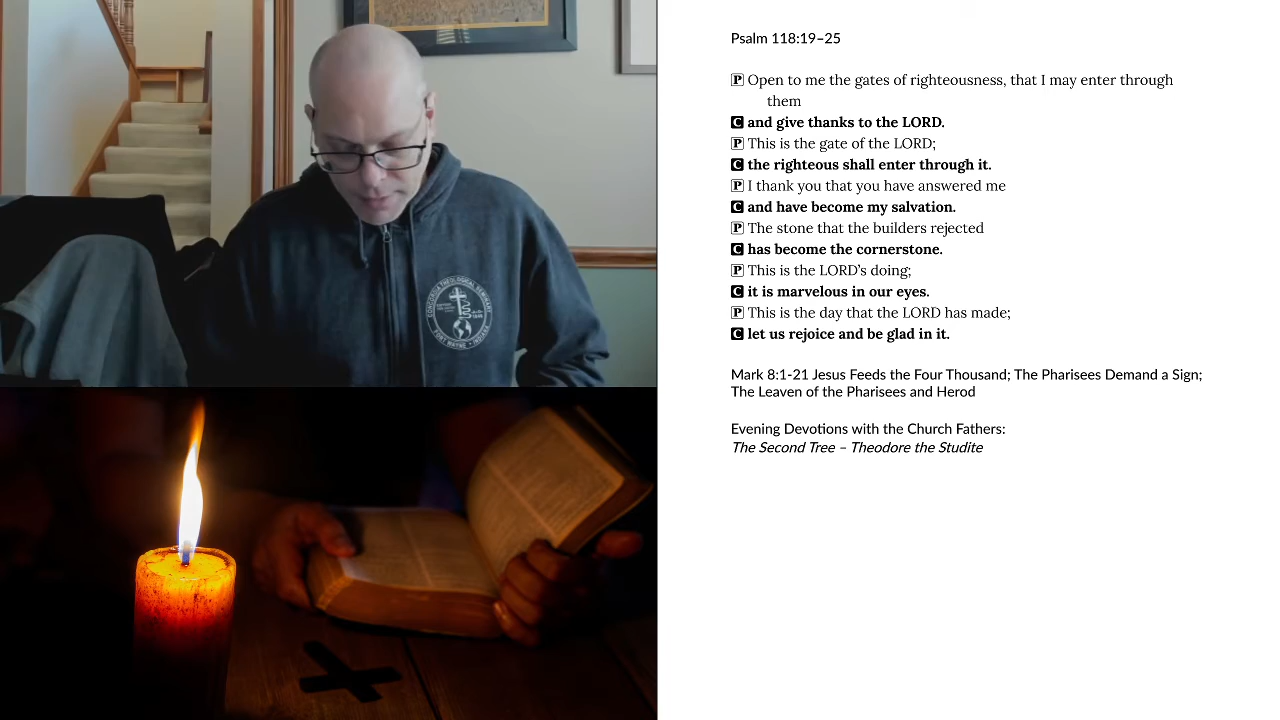 Psalm 118:19–25
P Open to me the gates of righteousness, that I may enter through
them
C and give thanks to the LORD.
P This is the gate of the LORD;
C the righteous shall enter through it.
P I thank you that you have answered me
C and have become my salvation.
P The stone that the builders rejected
C has become the cornerstone.
P This is the LORD's doing;
C it is marvelous in our eyes.
P This is the day that the LORD has made;
C let us rejoice and be glad in it.
Mark 8:1-21 Jesus Feeds the Four Thousand; The Pharisees Demand a Sign;
The Leaven of the Pharisees and Herod
Evening Devotions with the Church Fathers:
The Second Tree – Theodore the Studite
CONCORDIA THEOLOGICAL SEMINARY
FORT WAYNE • INDIANA